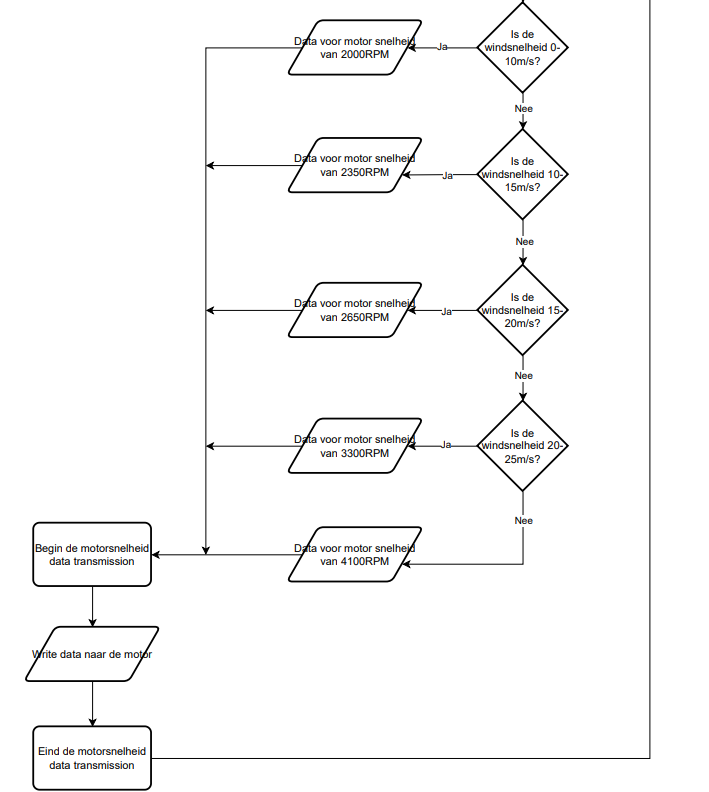 Data voor motor snelheid
van 2000RPM
Ja
Is de
windsnelheid 0-
10m/s?
Nee
Data voor motor snelheid
van 2350RPM
Ja
Is de
windsnelheid 10-
15m/s?
Nee
Data voor motor snelheid
van 2650RPM
Ja
Is de
windsnelheid 15-
20m/s?
Nee
Data voor motor snelheid
van 3300RPM
Ja
Is de
windsnelheid 20-
25m/s?
Nee
Data voor motor snelheid
van 4100RPM
Begin de motorsnelheid
data transmission
Write data naar de motor
Eind de motorsnelheid
data transmission